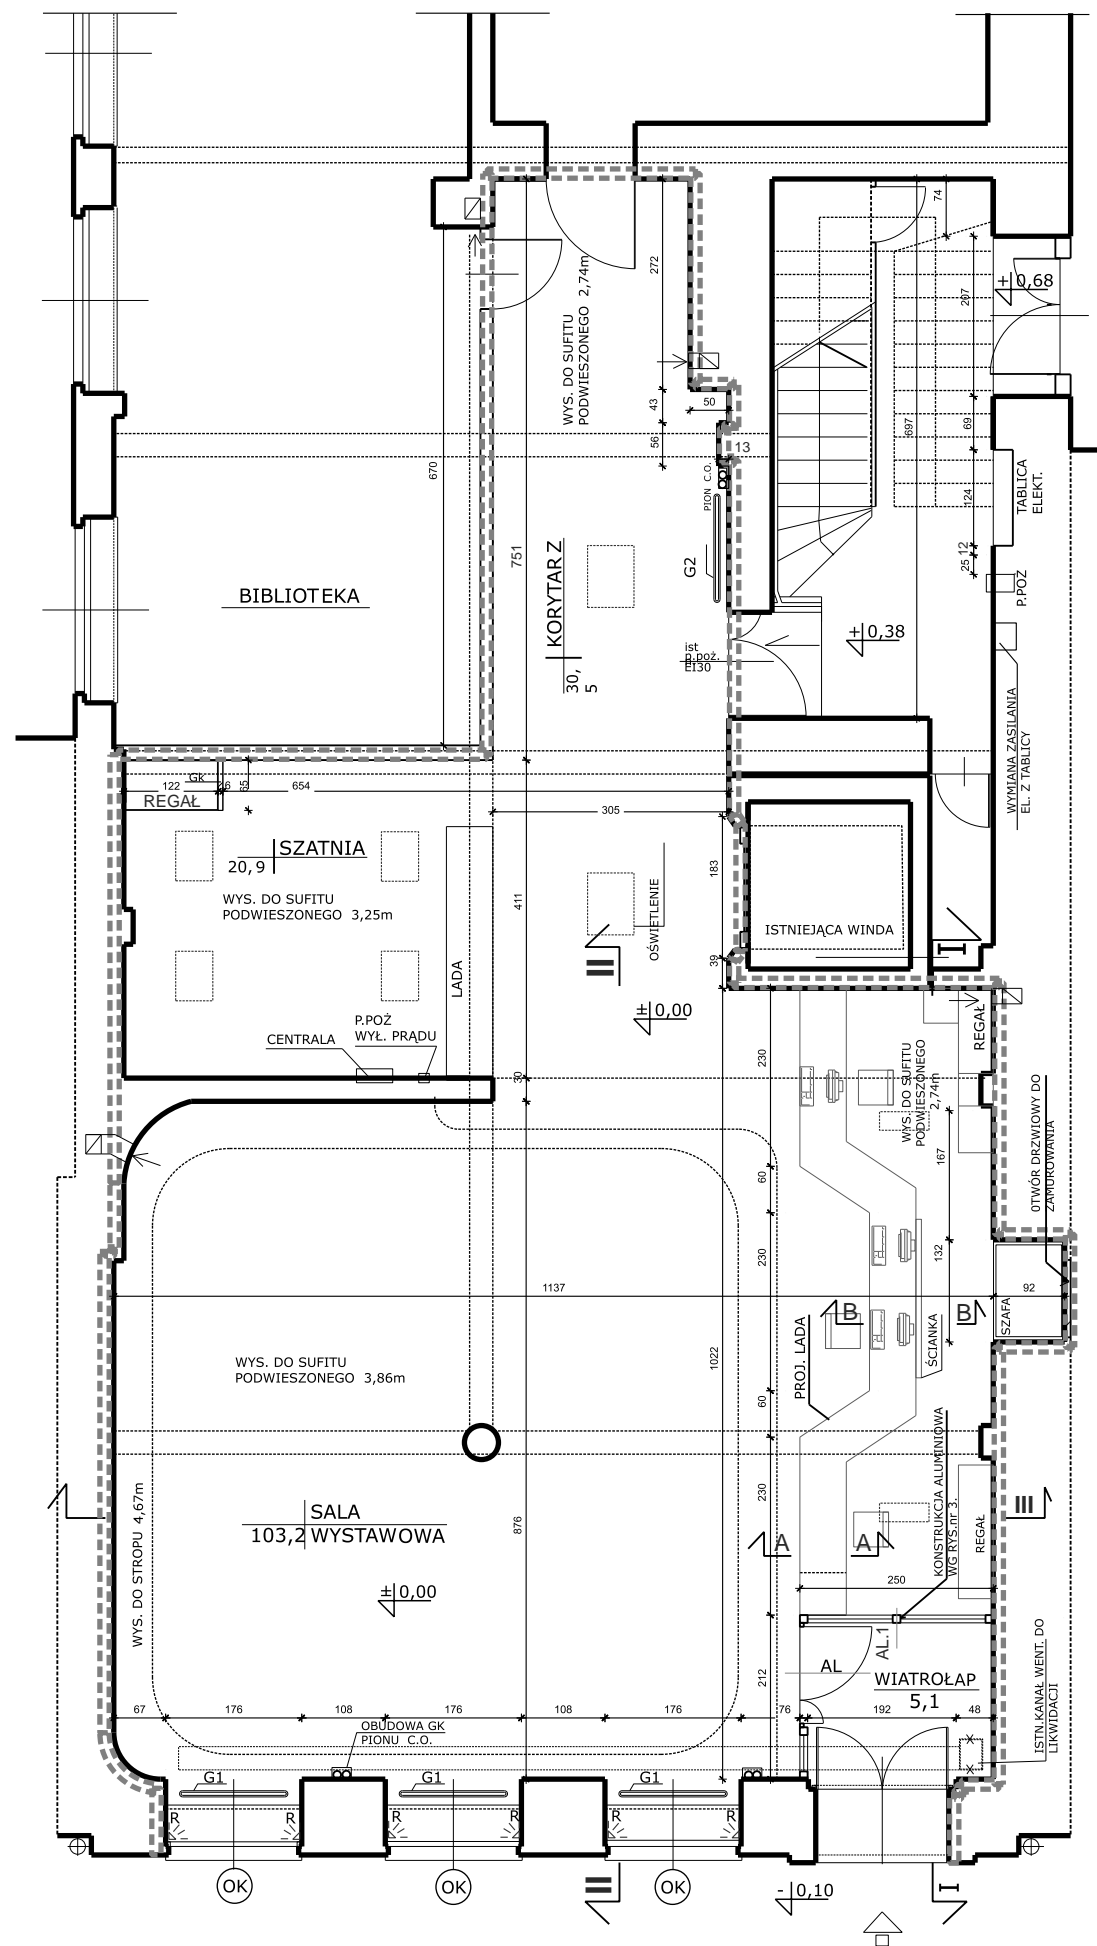 74
272
WYS. DO SUFITU
PODWIESZONEGO 2,74m
+0,68
207
43
50
697
69
56
13
670
PION C.O.
124
TABLICA
ELEKT.
751
KORYTARZ
30,
5
G2
12
25
P.POŻ
BIBLIOTEKA
ist
p.poż.
EI30
+0,38
WYMIANA ZASILANIA
EL. Z TABLICY
Gk
122
26
65
654
REGAŁ
305
SZATNIA
20,9
183
411
WYS. DO SUFITU
PODWIESZONEGO 3,25m
OŚWIETLENIE
ISTNIEJĄCA WINDA
I
II
LADA
39
P.POŻ
WYŁ. PRĄDU
CENTRALA
±0,00
REGAŁ
230
WYS. DO SUFITU
PODWIESZONEGO
2,74m
30
167
60
OTWÓR DRZWIOWY DO
ZAMUROWANIA
230
132
1137
92
B
B
SZAFA
ŚCIANKA
PROJ. LADA
1022
WYS. DO SUFITU
PODWIESZONEGO 3,86m
60
KONSTRUKCJA ALUMINIOWA
WG RYS.nr 3.
230
WYS. DO STROPU 4,67m
SALA
103,2 WYSTAWOWA
876
III
REGAŁ
A
A
±0,00
250
AL.1
AL
212
WIATROŁAP
5,1
ISTN.KANAŁ WENT. DO
LIKWIDACJI
67
176
108
176
108
176
76
192
48
OBUDOWA GK
PIONU C.O.
X
X
G1
G1
G1
R
R
R
R
R
R
OK
OK
OK
II
-0,10
I